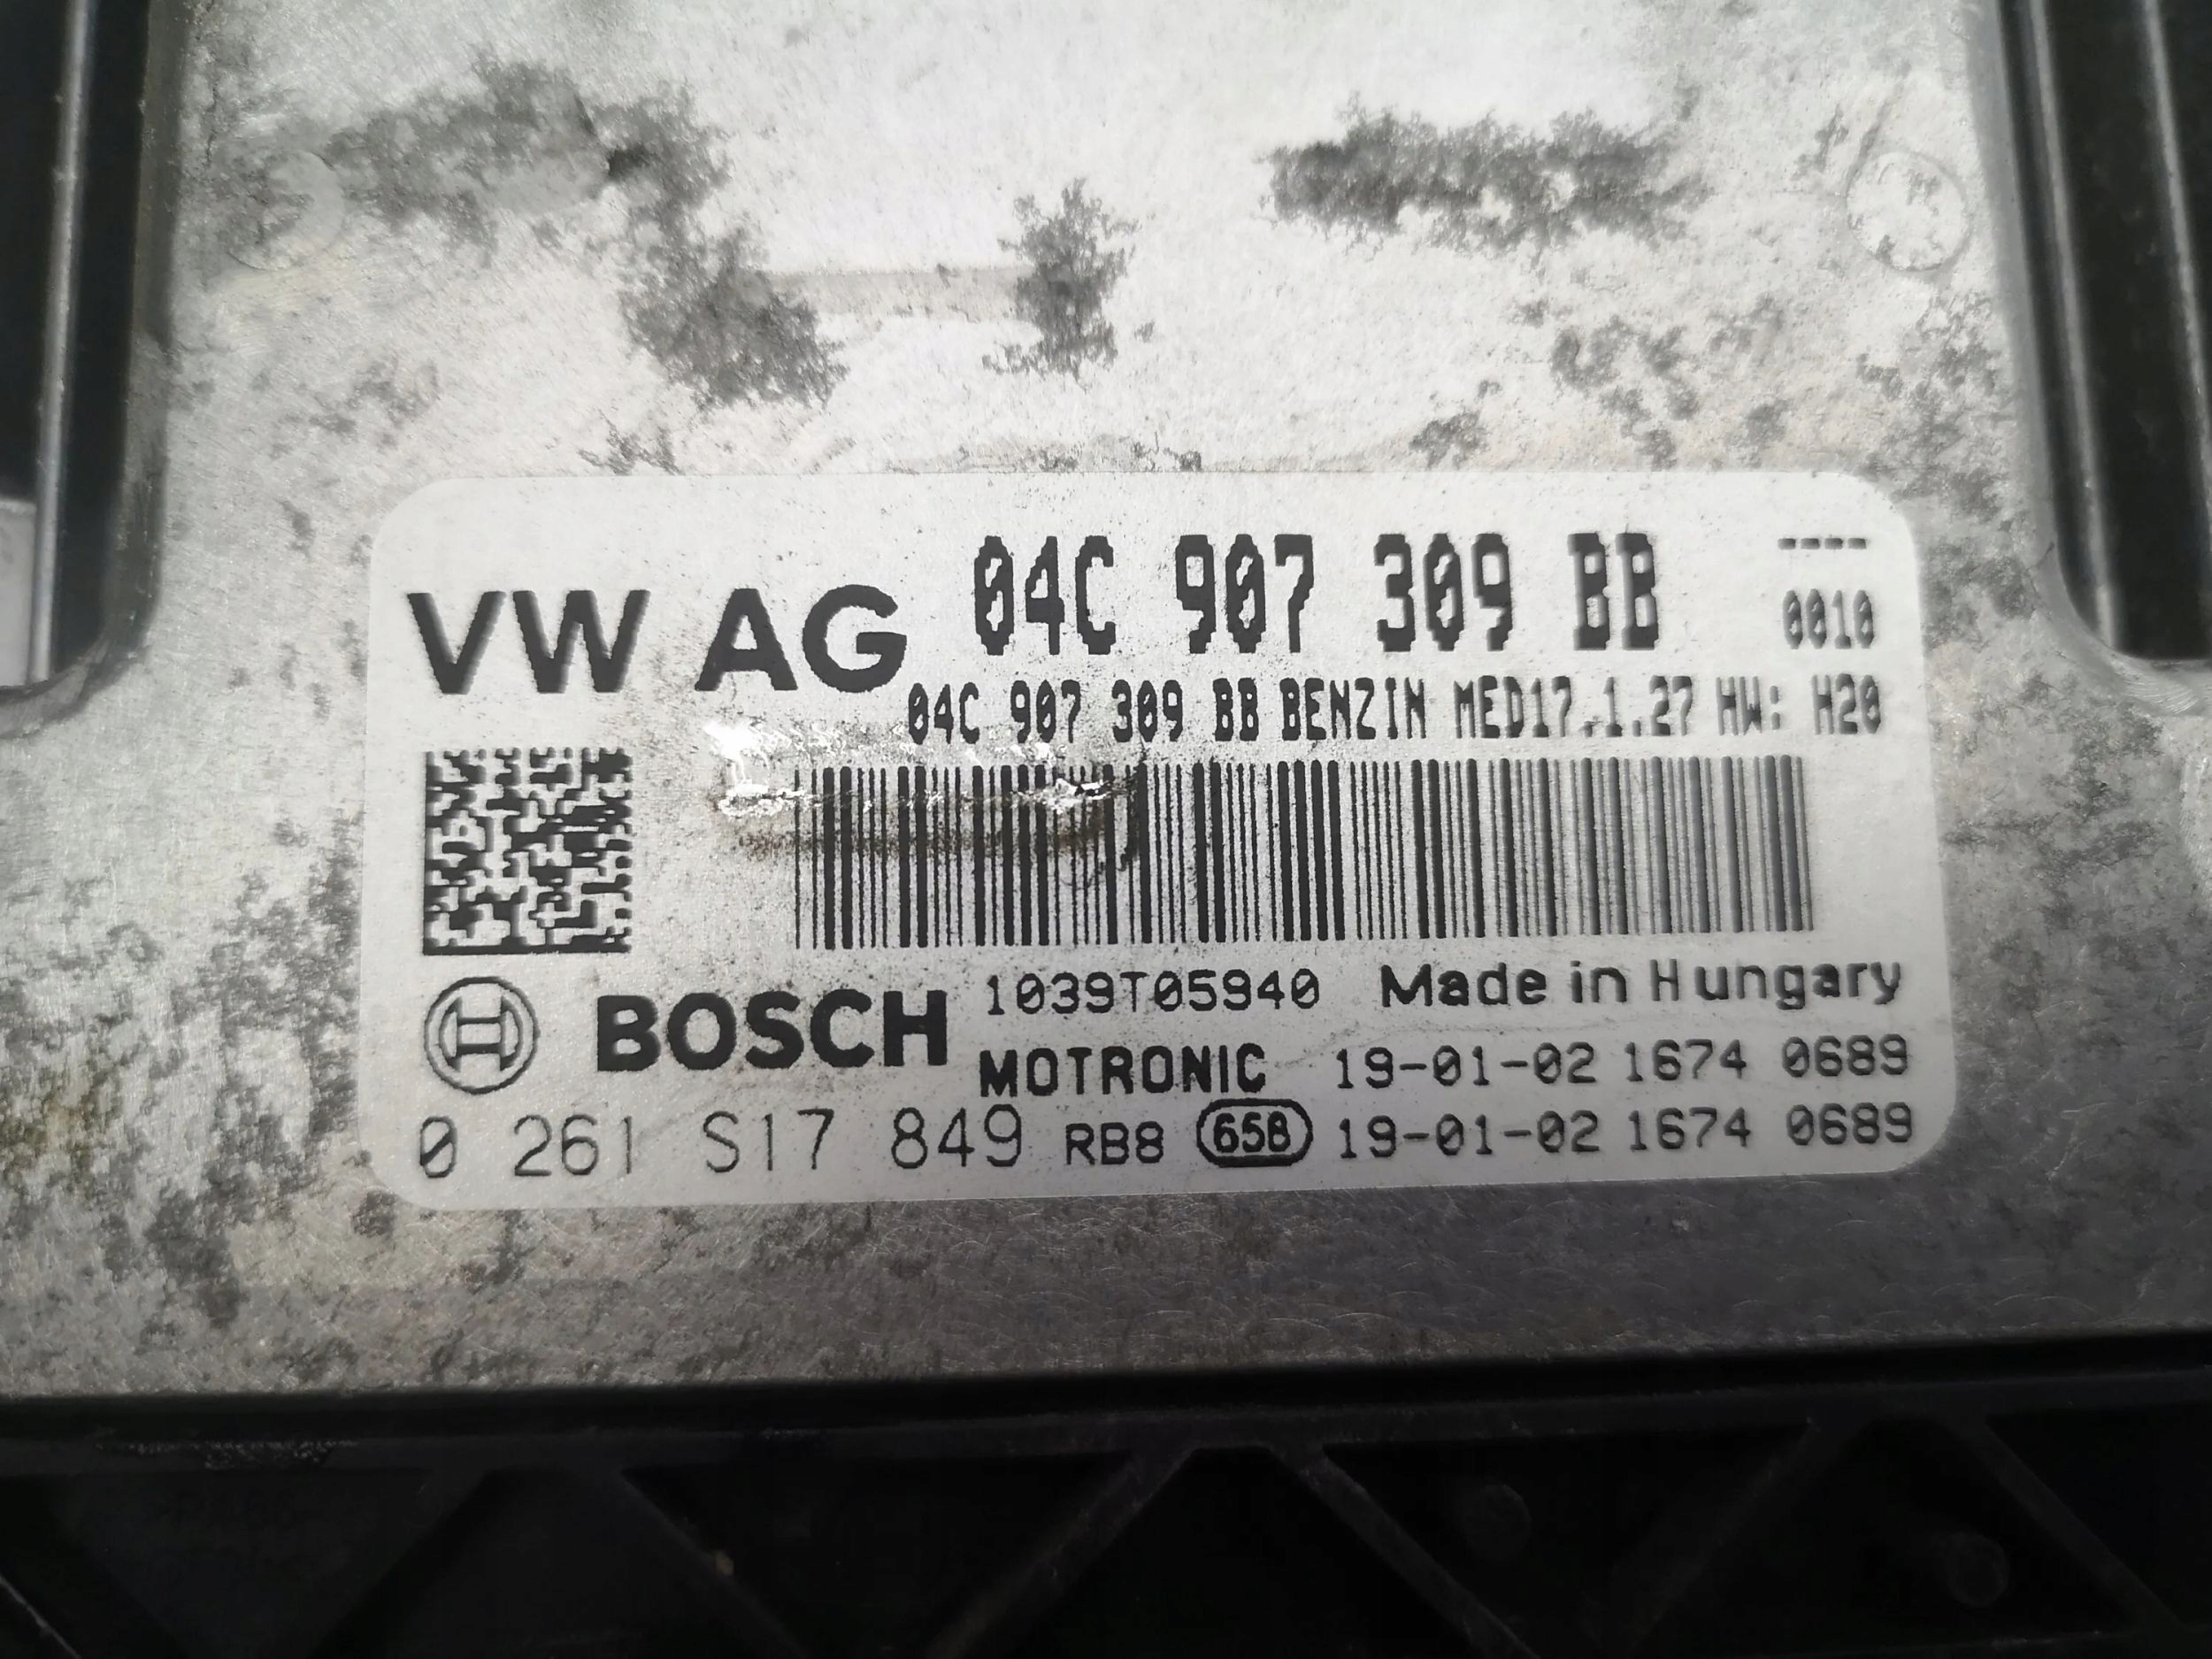 VW AG 04C 907 309 BB ----
0010
04C 907 309 BB BENZIN MED17.1.27 HW: H20
BOSCH 1039T05940 Made in Hungary
MOTRONIC 19-01-02 1674 0689
0 261 S17 849 RB8 65B 19-01-02 1674 0689